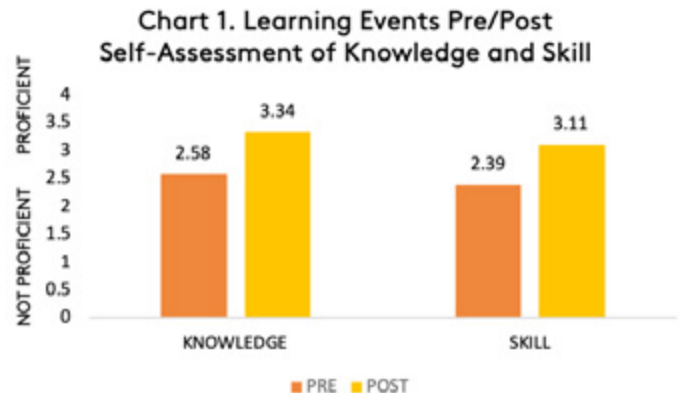 Chart 1. Learning Events Pre/Post
Self-Assessment of Knowledge and Skill
PROFICIENT
NOT PROFICIENT
4
3.5
3
2.5
2
1.5
1
0.5
0
2.58
3.34
2.39
3.11
KNOWLEDGE
SKILL
PRE
POST